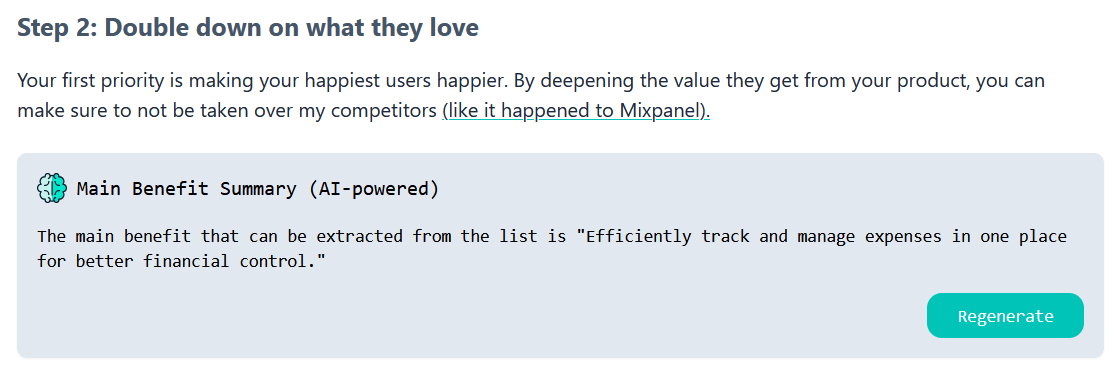 Step 2: Double down on what they love
Your first priority is making your happiest users happier. By deepening the value they get from your product, you can
make sure to not be taken over my competitors (like it happened to Mixpanel).
Main Benefit Summary (AI-powered)
The main benefit that can be extracted from the list is "Efficiently track and manage expenses in one place
for better financial control."
Regenerate